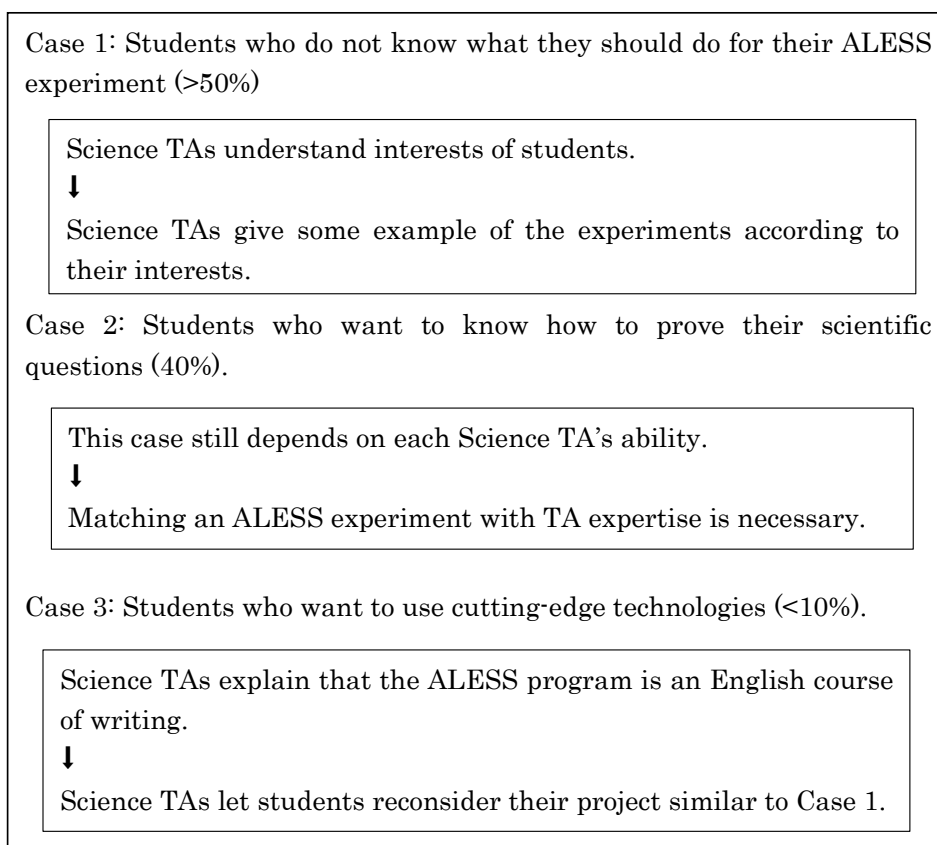 Case 1: Students who do not know what they should do for their ALESS
experiment (>50%)
Science TAs understand interests of students.
⬇
Science TAs give some example of the experiments according to
their interests.
Case 2: Students who want to know how to prove their scientific
questions (40%).
This case still depends on each Science TA’s ability.
⬇
Matching an ALESS experiment with TA expertise is necessary.
Case 3: Students who want to use cutting-edge technologies (<10%).
Science TAs explain that the ALESS program is an English course
of writing.
⬇
Science TAs let students reconsider their project similar to Case 1.